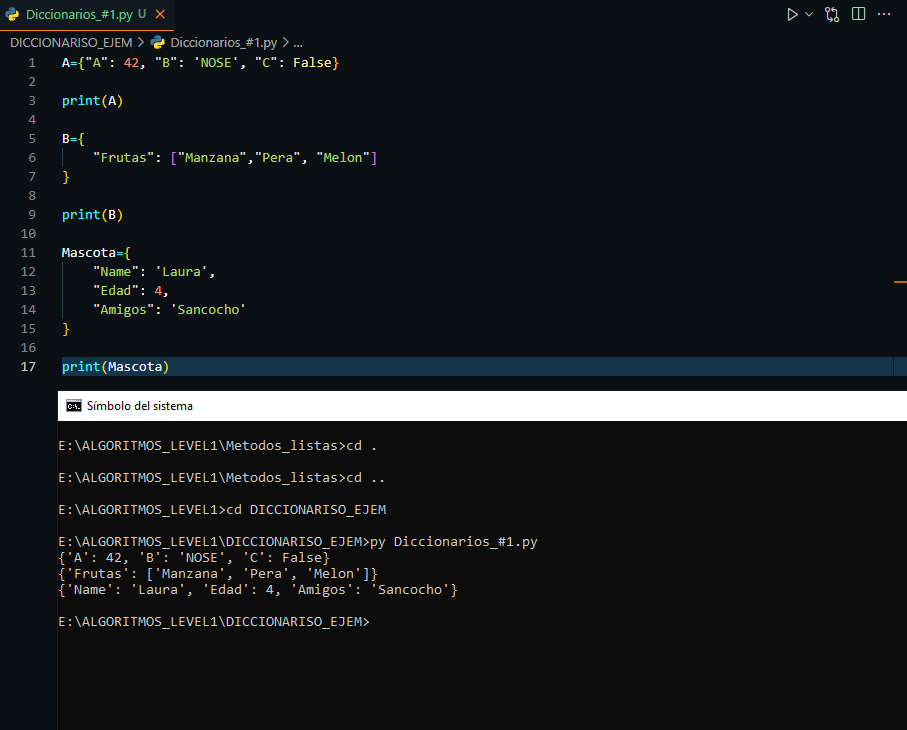 Diccionarios_#1.py U
DICCIONARISO_EJEM > Diccionarios_#1.py > ...
1 A={"A": 42, "B": 'NOSE', "C": False}
2
3 print(A)
4
5 B={
6 "Frutas": ["Manzana","Pera", "Melon"]
7 }
8
9 print(B)
10
11 Mascota={
12 "Name": 'Laura',
13 "Edad": 4,
14 "Amigos": 'Sancocho'
15 }
16
17 print(Mascota)
C:\. Símbolo del sistema
E:\ALGORITMOS_LEVEL1\Metodos_listas>cd .
E:\ALGORITMOS_LEVEL1\Metodos_listas>cd ..
E:\ALGORITMOS_LEVEL1>cd DICCIONARISO_EJEM
E:\ALGORITMOS_LEVEL1\DICCIONARISO_EJEM>py Diccionarios_#1.py
{'A': 42, 'B': 'NOSE', 'C': False}
{'Frutas': ['Manzana', 'Pera', 'Melon']}
{'Name': 'Laura', 'Edad': 4, 'Amigos': 'Sancocho'}
E:\ALGORITMOS_LEVEL1\DICCIONARISO_EJEM>